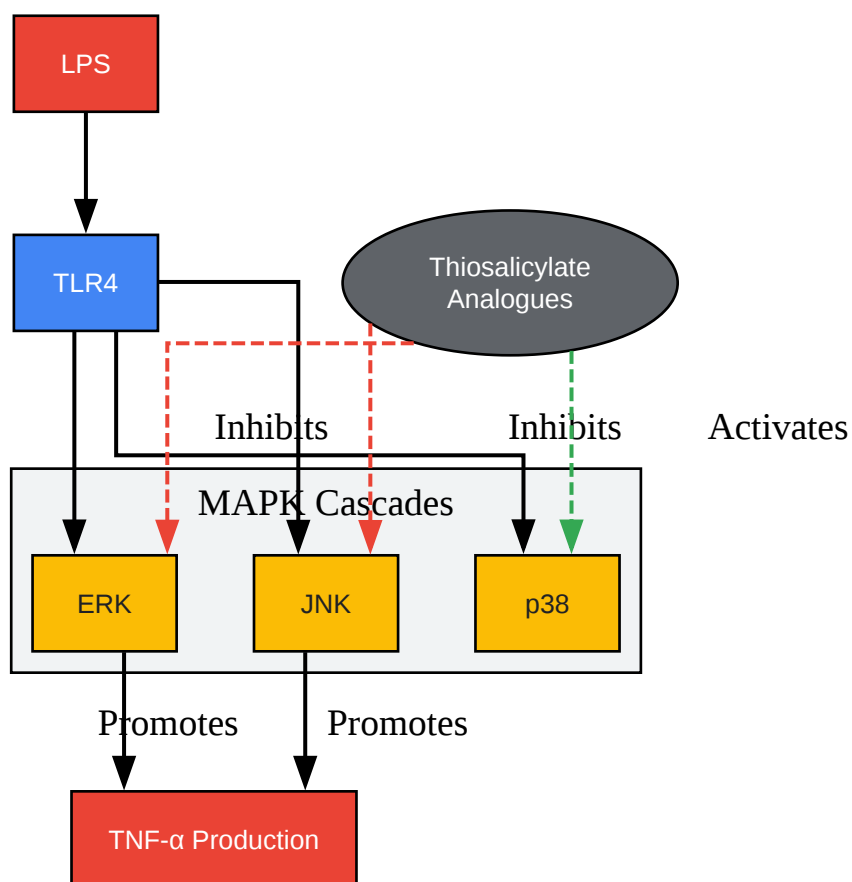 LPS
TLR4
Thiosalicylate
Analogues
Inhibits
Inhibits
Activates
MAPK Cascades
ERK
JNK
p38
Promotes
Promotes
TNF-α Production